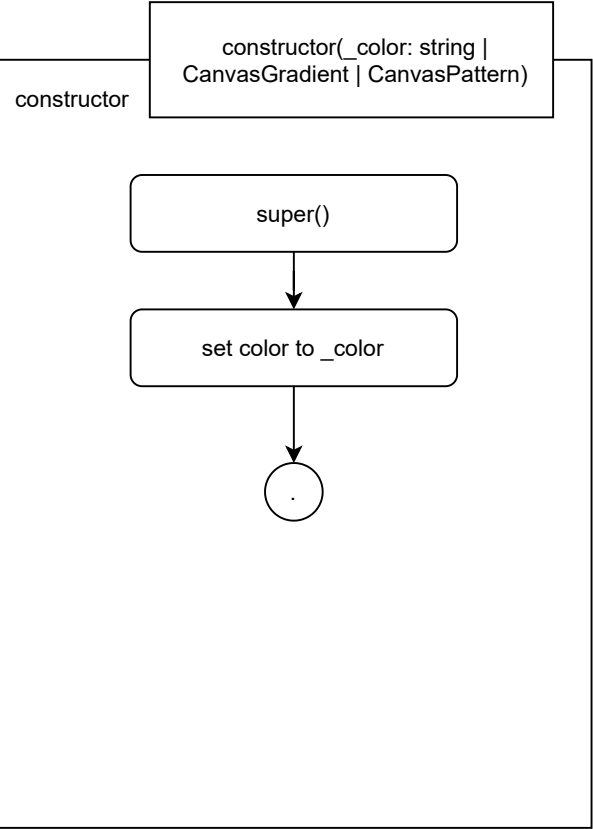 constructor(_color: string |
CanvasGradient | CanvasPattern)
constructor
super()
set color to _color
.